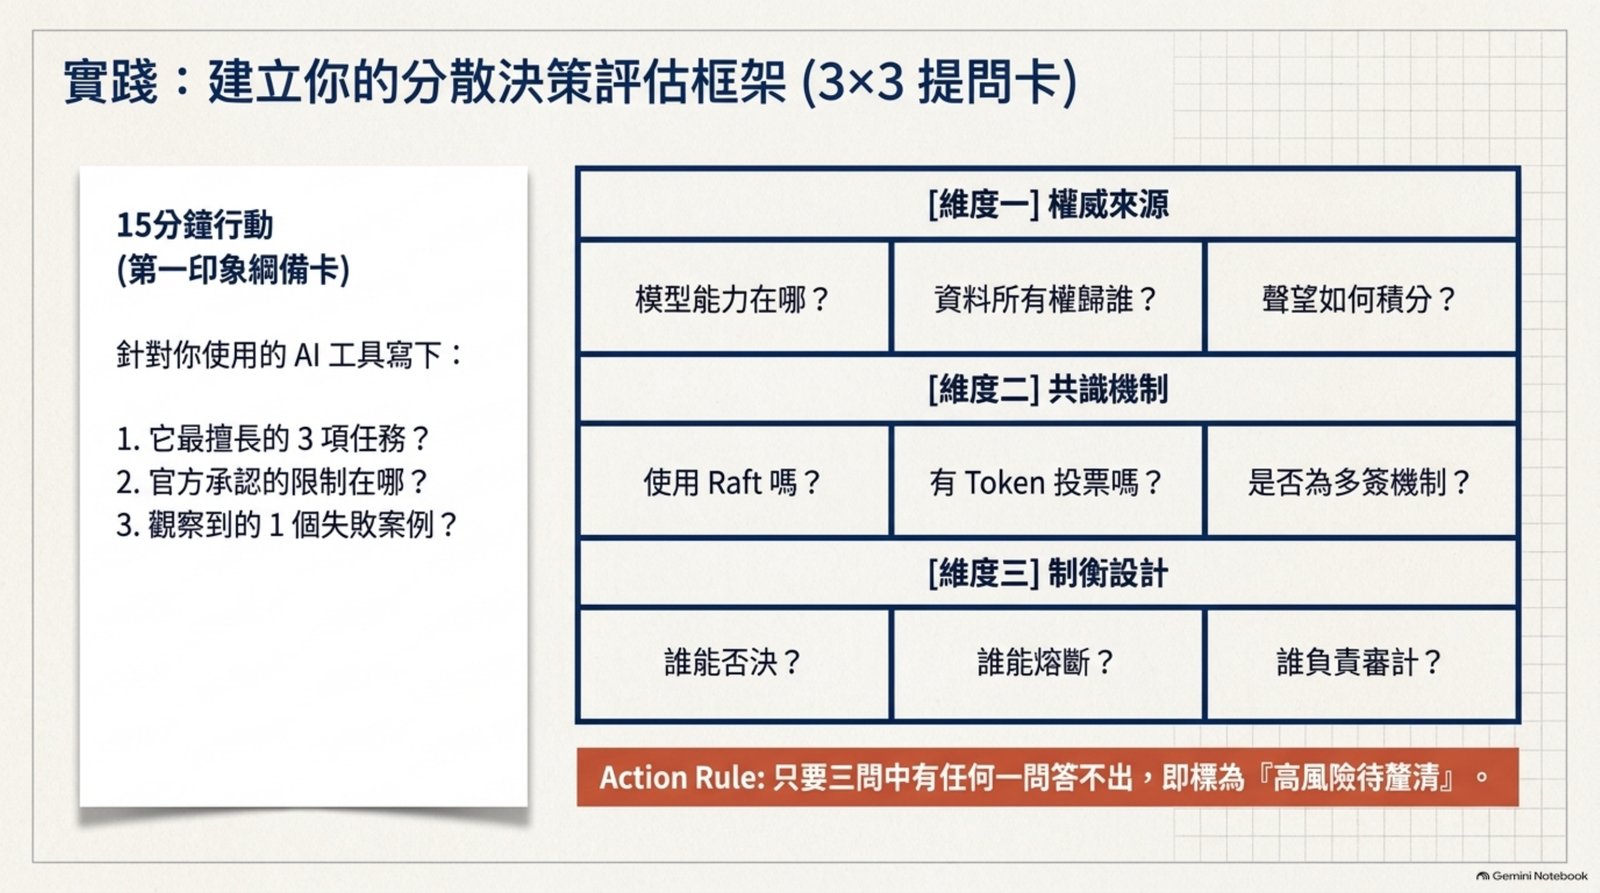 實踐：建立你的分散決策評估框架 (3×3 提問卡)
15分鐘行動
(第一印象綱備卡)
針對你使用的 AI 工具寫下：
1. 它最擅長的 3 項任務？
2. 官方承認的限制在哪？
3. 觀察到的 1 個失敗案例？
[維度一] 權威來源
模型能力在哪？
資料所有權歸誰？
聲望如何積分？
[維度二] 共識機制
使用 Raft 嗎？
有 Token 投票嗎？
是否為多簽機制？
[維度三] 制衡設計
誰能否決？
誰能熔斷？
誰負責審計？
Action Rule: 只要三問中有任何一問答不出，即標為『高風險待釐清』。
Gemini Notebook